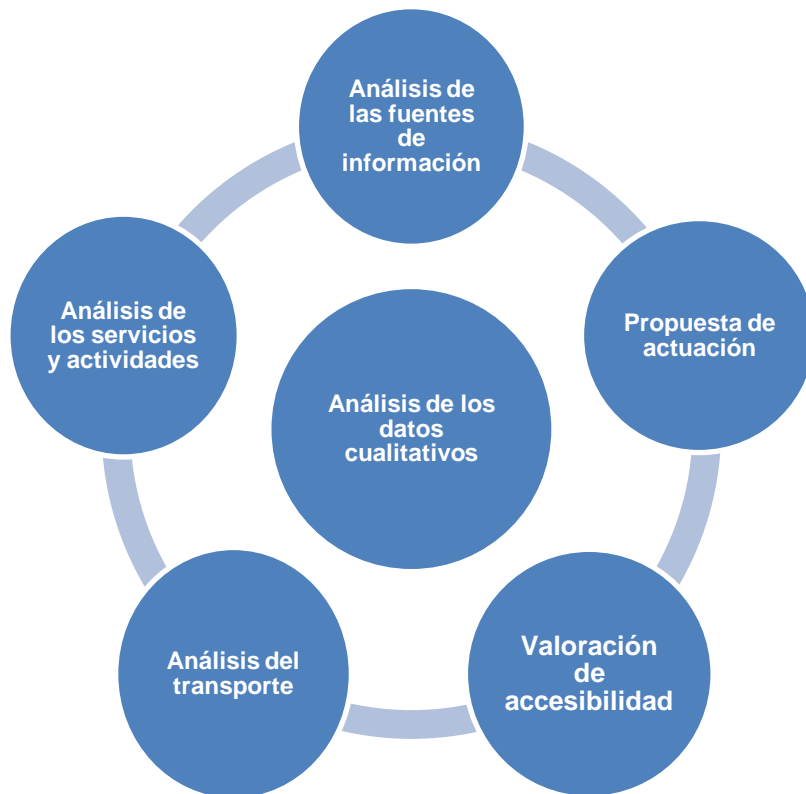 Análisis de
las fuentes
de
información
Propuesta de
actuación
Valoración
de
accesibilidad
Análisis del
transporte
Análisis de
los servicios
y actividades
Análisis de los
datos
cualitativos